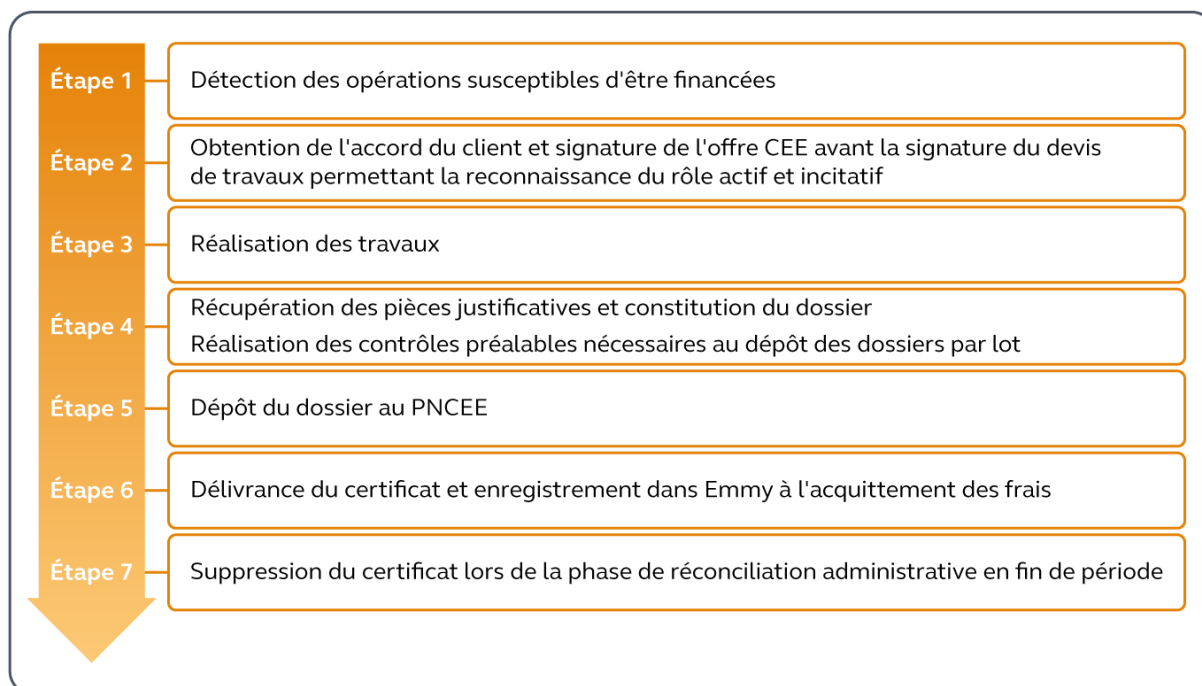 Étape 1
Détection des opérations susceptibles d'être financées
Étape 2
Obtention de l'accord du client et signature de l'offre CEE avant la signature du devis
de travaux permettant la reconnaissance du rôle actif et incitatif
Étape 3
Réalisation des travaux
Étape 4
Récupération des pièces justificatives et constitution du dossier
Réalisation des contrôles préalables nécessaires au dépôt des dossiers par lot
Étape 5
Dépôt du dossier au PNCEE
Étape 6
Délivrance du certificat et enregistrement dans Emmy à l'acquittement des frais
Étape 7
Suppression du certificat lors de la phase de réconciliation administrative en fin de période